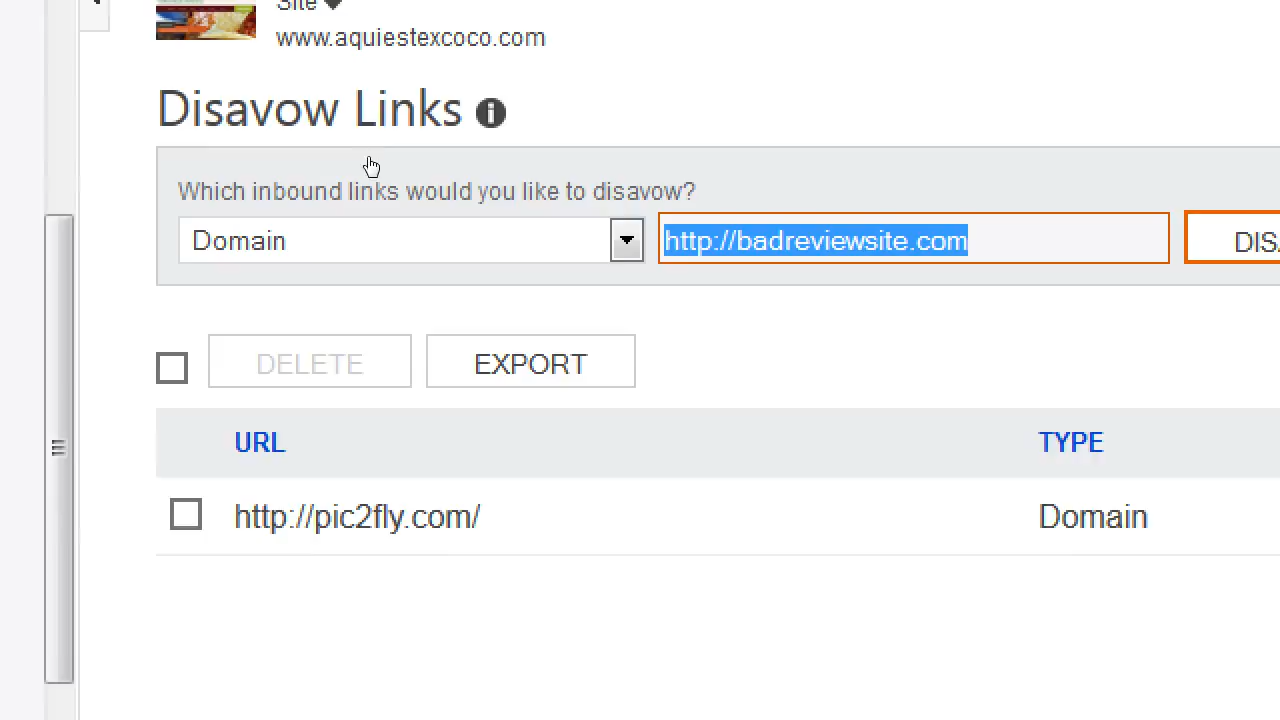 Site
www.aquiestexcoco.com
Disavow Links
Which inbound links would you like to disavow?
Domain http://badreviewsite.com DIS
DELETE EXPORT
URL TYPE
http://pic2fly.com/ Domain